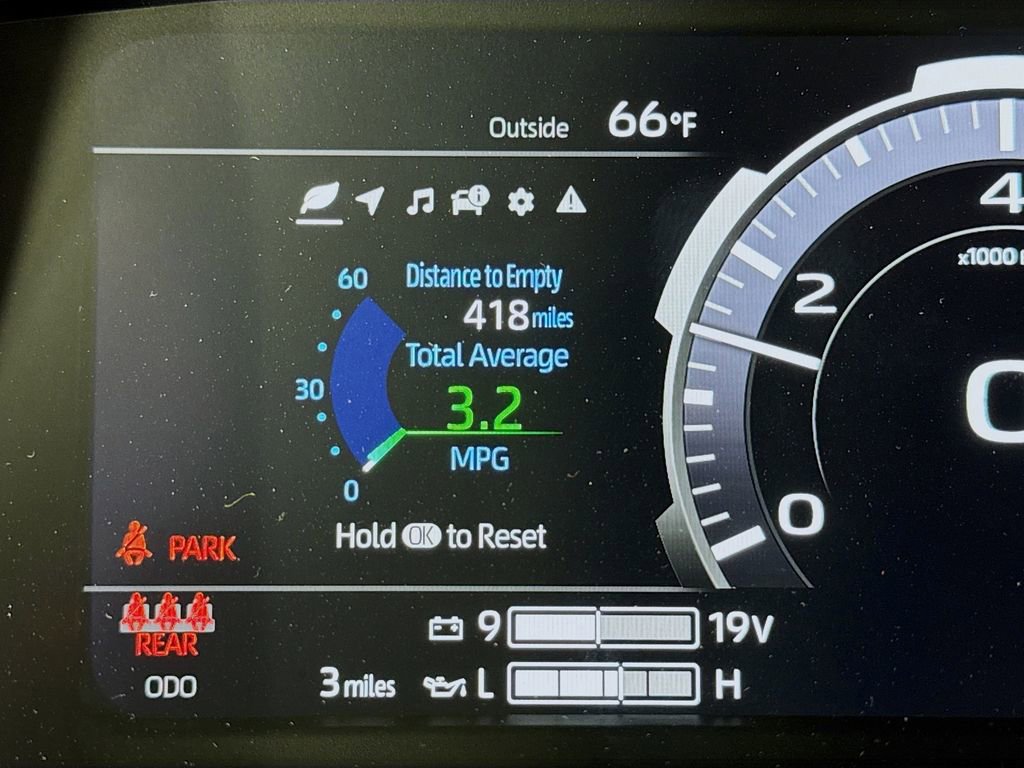 Outside 66°F
4
x1000
60
Distance to Empty
418 miles
2
Total Average
30
3.2
MPG
0
0
0
Hold OK to Reset
PARK
REAR
9 19V
ODO 3 miles L H